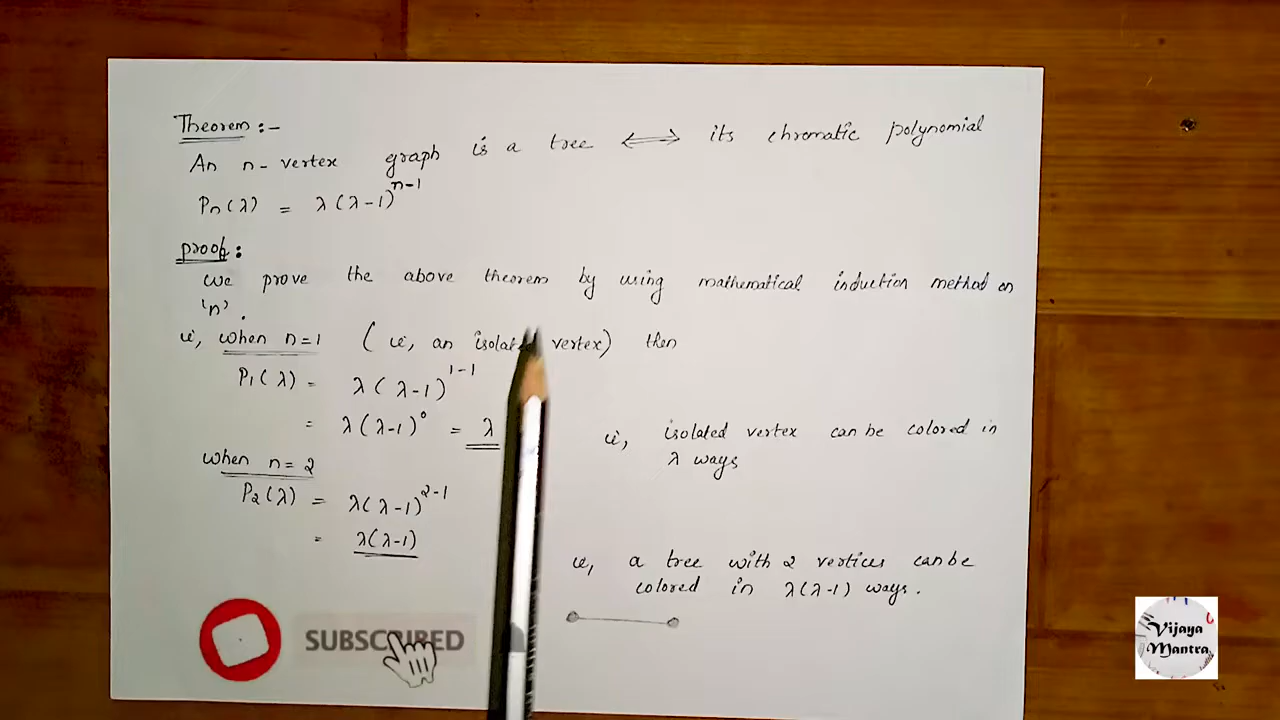 Theorem :-
An n-vertex graph is a tree ⟺ its chromatic polynomial
Pn(λ) = λ(λ-1)^n-1
proof :
we prove the above theorem by using mathematical induction method on
'n'.
ie, when n=1 ( ie, an isolated vertex) then
P1(λ) = λ(λ-1)^1-1
= λ(λ-1)^0 = λ
ie, isolated vertex can be colored in
λ ways
when n=2
P2(λ) = λ(λ-1)^2-1
= λ(λ-1)
ie, a tree with 2 vertices can be
colored in λ(λ-1) ways.
SUBSCRIBED
Vijaya
Mantra